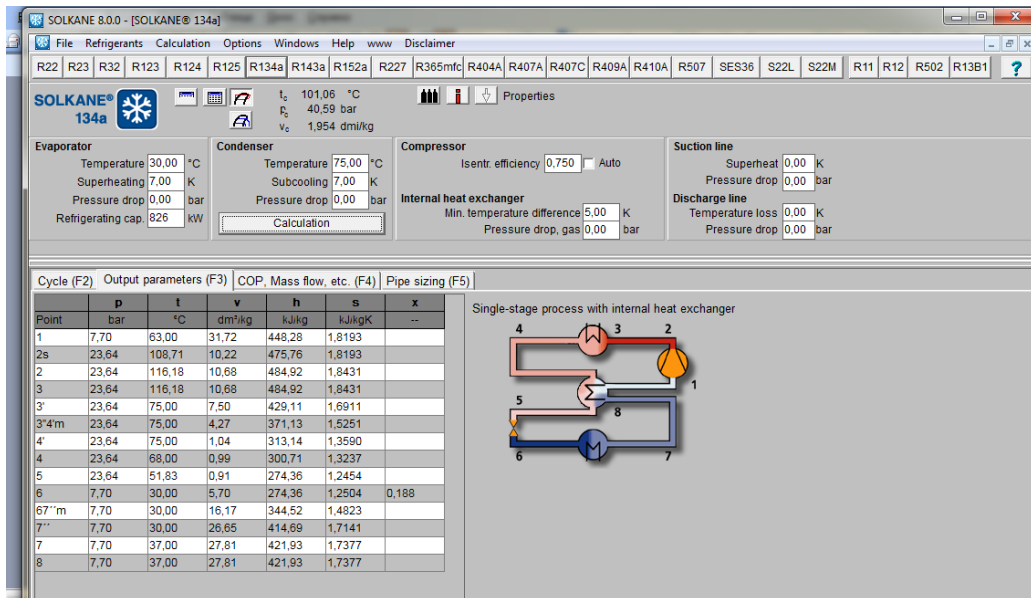 SOLKANE 8.0.0 - [SOLKANE® 134a]
File Refrigerants Calculation Options Windows Help www Disclaimer
R22 R23 R32 R123 R124 R125 R134a R143a R152a R227 R365mfc R404A R407A R407C R409A R410A R507 SES36 S22L S22M R11 R12 R502 R13B1 ?
SOLKANE®
134a
tc 101,06 °C
pc 40,59 bar
vc 1,954 dmi/kg
Properties
Evaporator
Temperature 30,00 °C
Superheating 7,00 K
Pressure drop 0,00 bar
Refrigerating cap. 826 kW
Condenser
Temperature 75,00 °C
Subcooling 7,00 K
Pressure drop 0,00 bar
Calculation
Compressor
Isentr. efficiency 0,750 Auto
Internal heat exchanger
Min. temperature difference 5,00 K
Pressure drop, gas 0,00 bar
Suction line
Superheat 0,00 K
Pressure drop 0,00 bar
Discharge line
Temperature loss 0,00 K
Pressure drop 0,00 bar
Cycle (F2) Output parameters (F3) COP, Mass flow, etc. (F4) Pipe sizing (F5)
p t v h s x
Point bar °C dm³/kg kJ/kg kJ/kgK --
1 7,70 63,00 31,72 448,28 1,8193
2s 23,64 108,71 10,22 475,76 1,8193
2 23,64 116,18 10,68 484,92 1,8431
3 23,64 116,18 10,68 484,92 1,8431
3' 23,64 75,00 7,50 429,11 1,6911
3"4'm 23,64 75,00 4,27 371,13 1,5251
4' 23,64 75,00 1,04 313,14 1,3590
4 23,64 68,00 0,99 300,71 1,3237
5 23,64 51,83 0,91 274,36 1,2454
6 7,70 30,00 5,70 274,36 1,2504 0,188
67´´m 7,70 30,00 16,17 344,52 1,4823
7´´ 7,70 30,00 26,65 414,69 1,7141
7 7,70 37,00 27,81 421,93 1,7377
8 7,70 37,00 27,81 421,93 1,7377
Single-stage process with internal heat exchanger
4 3 2
1
5
8
6 7